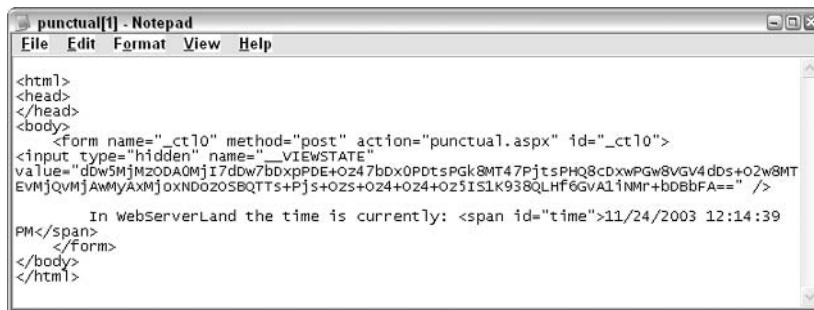 punctual[1] - Notepad
File Edit Format View Help
<html>
<head>
</head>
<body>
<form name="_ctl0" method="post" action="punctual.aspx" id="_ctl0">
<input type="hidden" name="__VIEWSTATE"
value="dDw5MjMzODA0MjI7dDw7bDxpPDE+Oz47bDx0PDtsPGk8MT47PjtsPHQ8cDxwPGw8VGV4dDs+O2w8MT
EvMjQvMjAwMyAxMjoxNDozOSBQTTs+Pjs+Ozs+Oz4+Oz4+Oz5IS1K938QLHf6GvA1iNMr+bDBbFA==" />
In WebServerLand the time is currently: <span id="time">11/24/2003 12:14:39
PM</span>
</form>
</body>
</html>